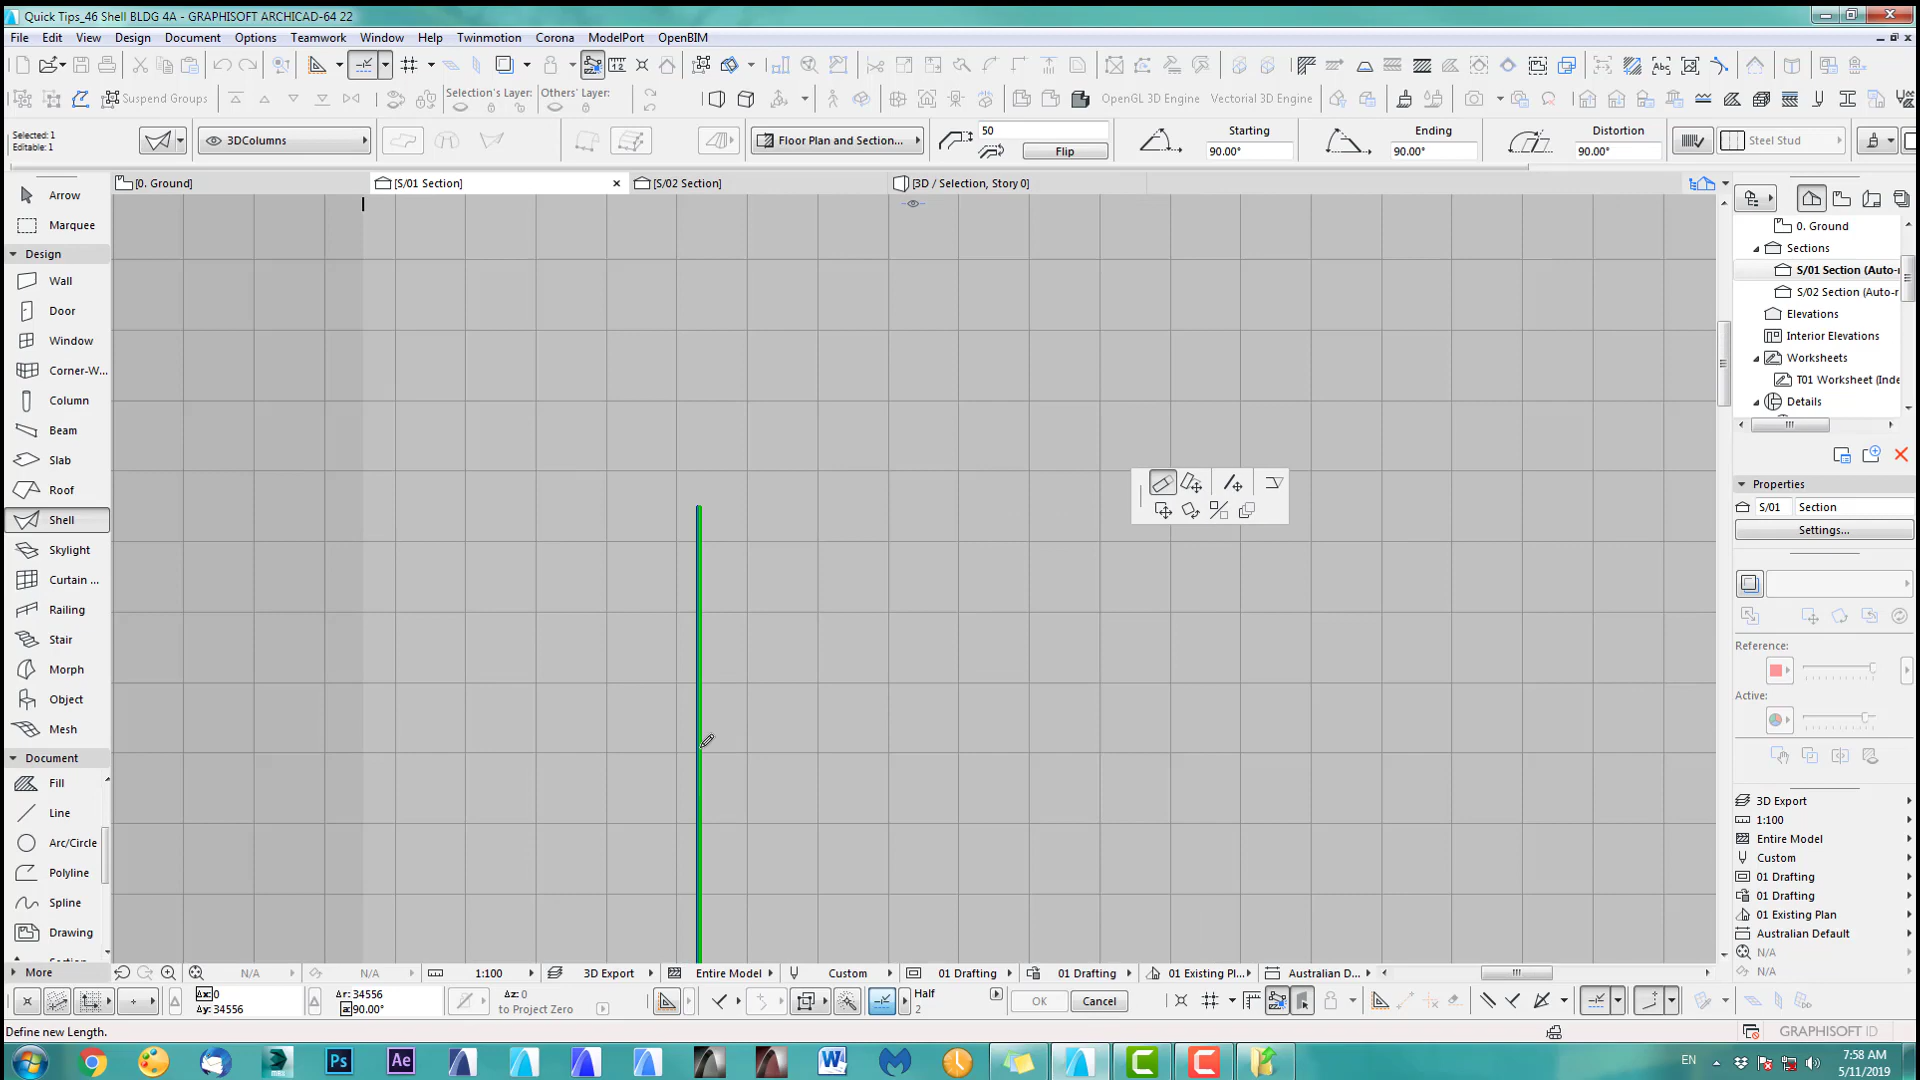 Quick Tips_46 Shell BLDG 4A - GRAPHISOFT ARCHICAD-64 22
File Edit View Design Document Options Teamwork Window Help Twinmotion Corona ModelPort OpenBIM
Suspend Groups
Selection's Layer:
Others' Layer:
OpenGL 3D Engine
Vectorial 3D Engine
Selected: 1
Editable: 1
3DColumns
Floor Plan and Section...
50
Flip
Starting
90.00°
Ending
90.00°
Distortion
90.00°
Steel Stud
[0. Ground]
[S/01 Section]
[S/02 Section]
[3D / Selection, Story 0]
Arrow
Marquee
Design
Wall
Door
Window
Corner-W...
Column
Beam
Slab
Roof
Shell
Skylight
Curtain ...
Railing
Stair
Morph
Object
Mesh
Document
Fill
Line
Arc/Circle
Polyline
Spline
Drawing
More
0. Ground
Sections
S/01 Section (Auto-r
S/02 Section (Auto-r
Elevations
Interior Elevations
Worksheets
T01 Worksheet (Inde
Details
Properties
S/01 Section
Settings...
Reference:
Active:
3D Export
1:100
Entire Model
Custom
01 Drafting
01 Drafting
01 Existing Plan
Australian Default
N/A
N/A
N/A N/A 1:100 3D Export Entire Model Custom 01 Drafting 01 Drafting 01 Existing Pl... Australian D...
Δx: 0
Δy: 34556
Δr: 34556
a: 90.00°
Δz: 0
to Project Zero
Half
2
OK
Cancel
Define new Length.
GRAPHISOFT ID
Ps
Ae
W
C
C
EN
7:58 AM
5/11/2019